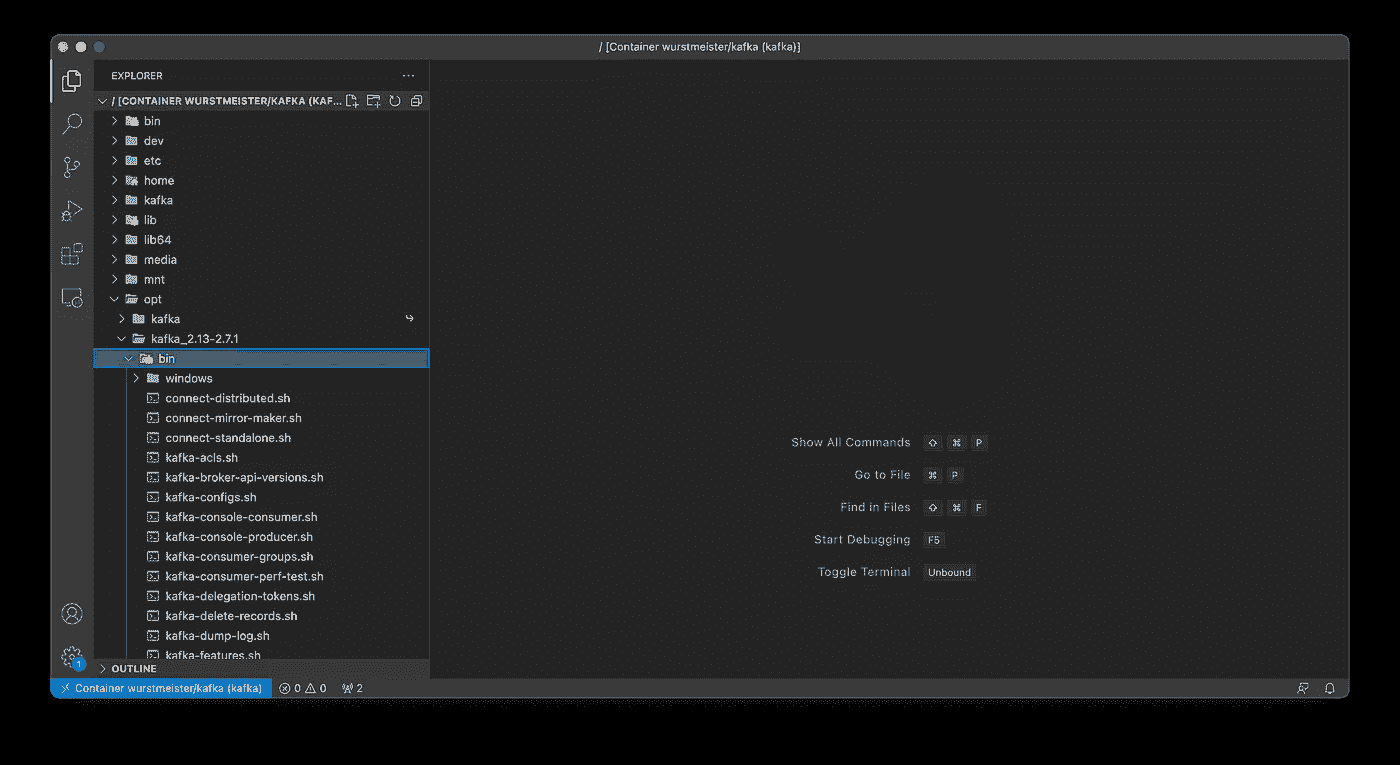 / [Container wurstmeister/kafka (kafka)]
EXPLORER
/ [CONTAINER WURSTMEISTER/KAFKA (KAF...
bin
dev
etc
home
kafka
lib
lib64
media
mnt
opt
kafka
kafka_2.13-2.7.1
bin
windows
connect-distributed.sh
connect-mirror-maker.sh
connect-standalone.sh
kafka-acls.sh
kafka-broker-api-versions.sh
kafka-configs.sh
kafka-console-consumer.sh
kafka-console-producer.sh
kafka-consumer-groups.sh
kafka-consumer-perf-test.sh
kafka-delegation-tokens.sh
kafka-delete-records.sh
kafka-dump-log.sh
kafka-features.sh
OUTLINE
Show All Commands ⇧ ⌘ P
Go to File ⌘ P
Find in Files ⇧ ⌘ F
Start Debugging F5
Toggle Terminal Unbound
1
Container wurstmeister/kafka (kafka) 0 0 2